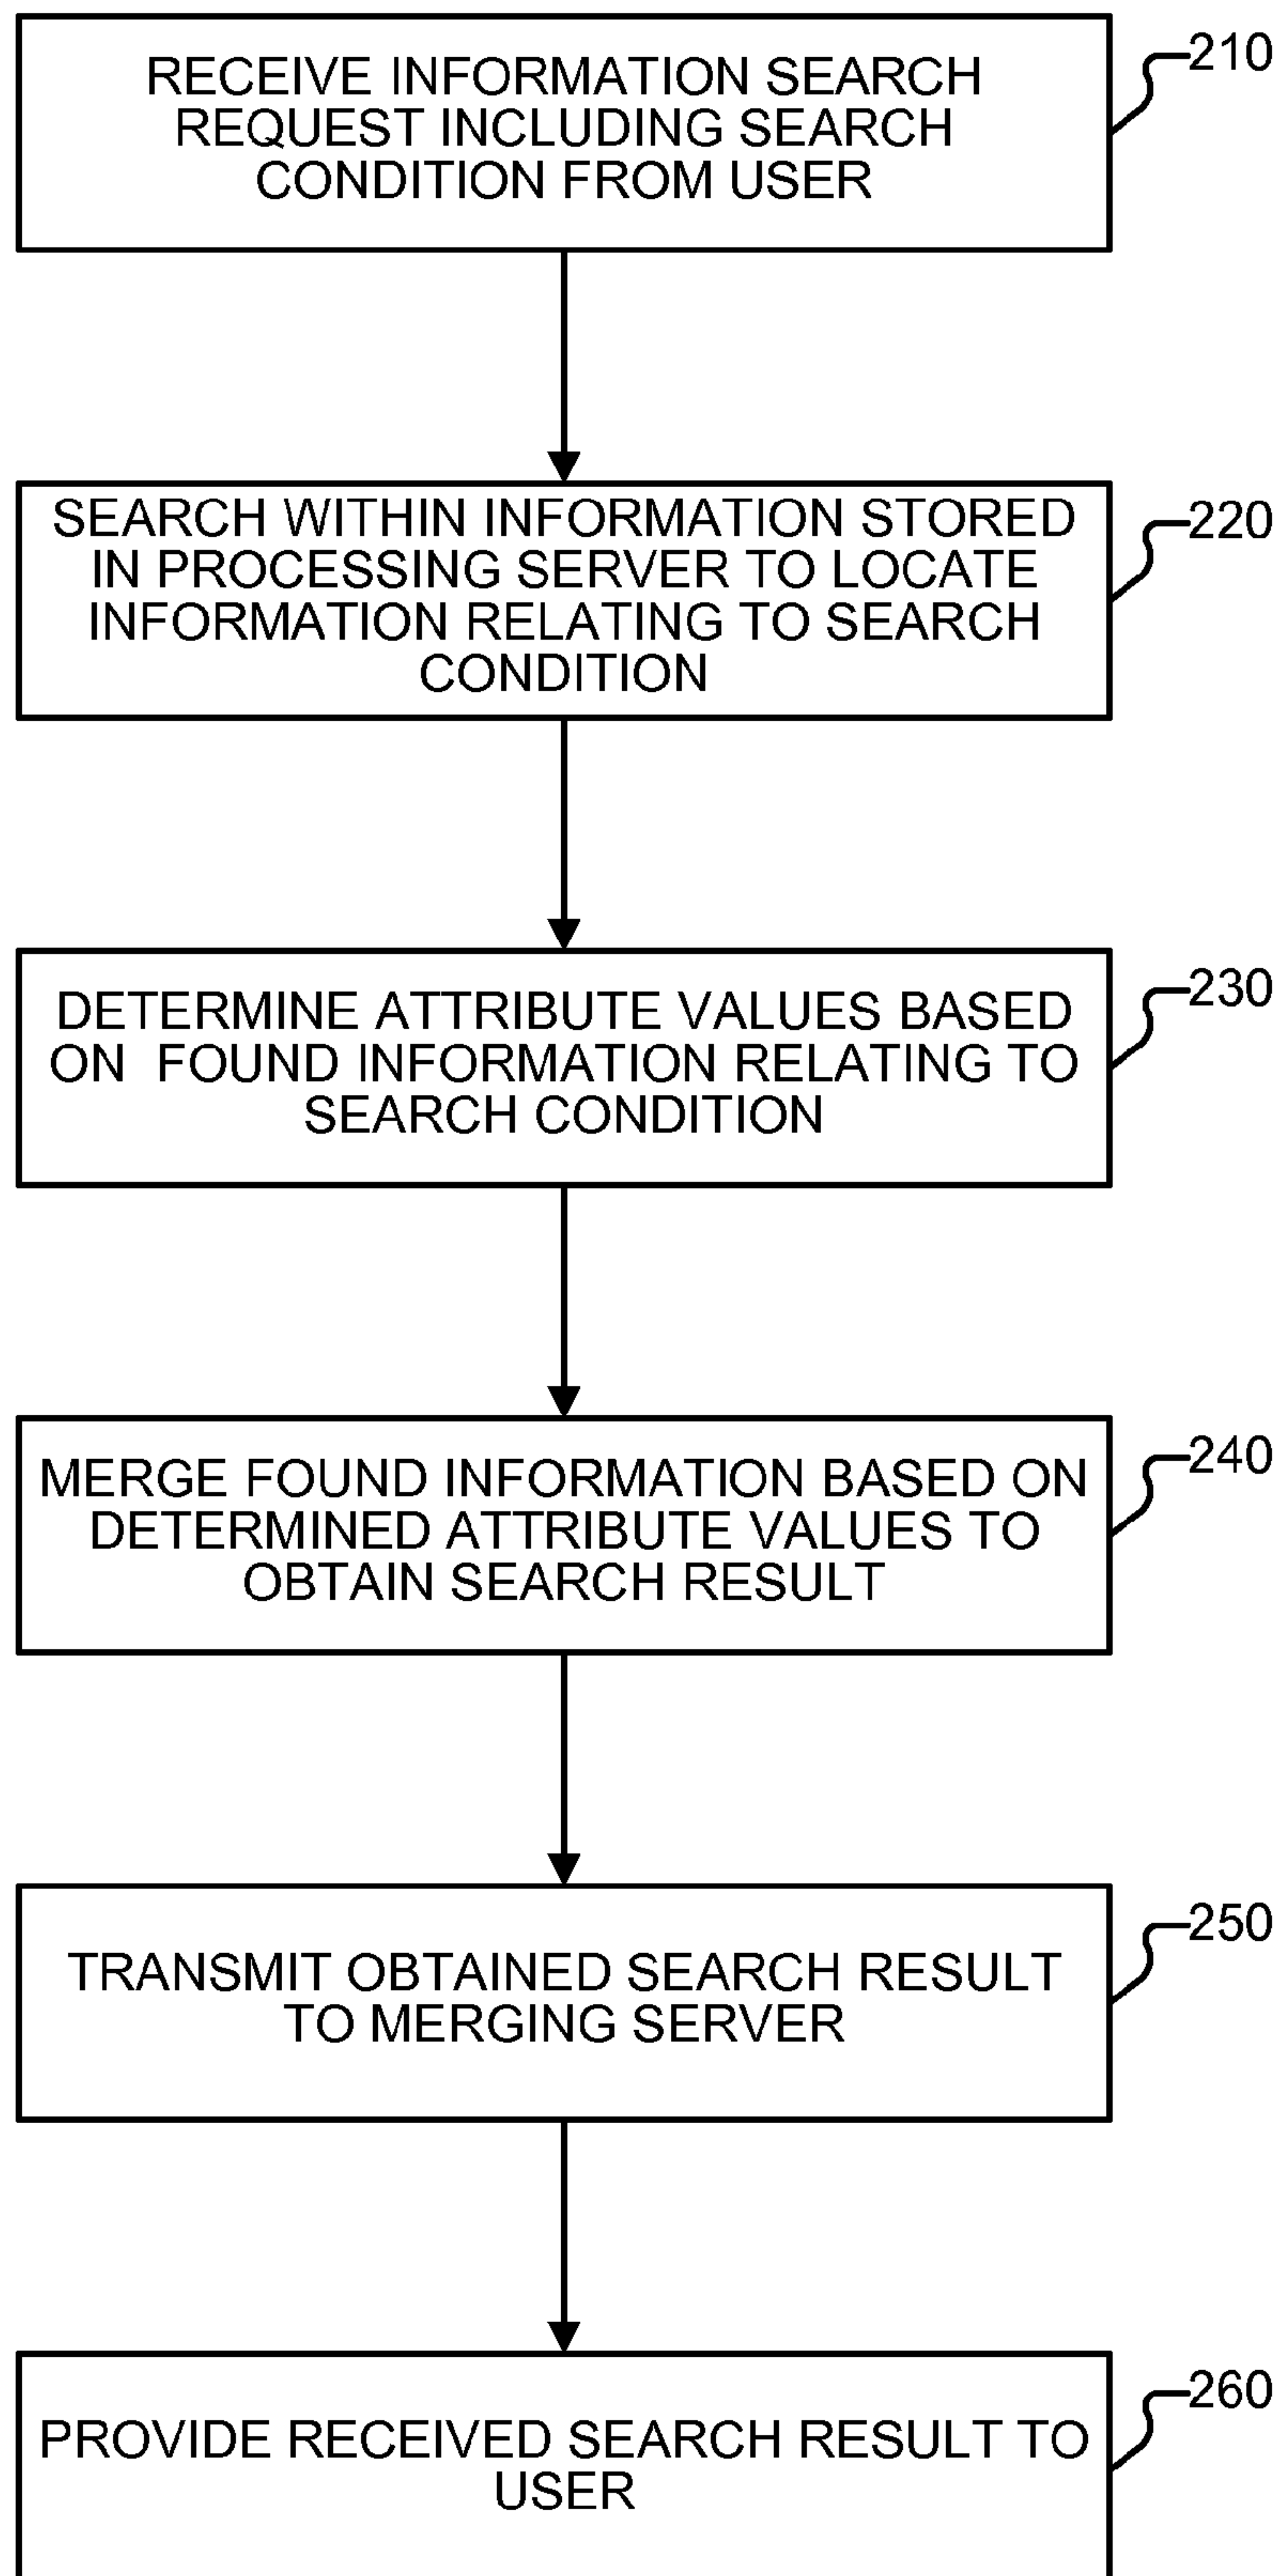 RECEIVE INFORMATION SEARCH
REQUEST INCLUDING SEARCH
CONDITION FROM USER
210
SEARCH WITHIN INFORMATION STORED
IN PROCESSING SERVER TO LOCATE
INFORMATION RELATING TO SEARCH
CONDITION
220
DETERMINE ATTRIBUTE VALUES BASED
ON FOUND INFORMATION RELATING TO
SEARCH CONDITION
230
MERGE FOUND INFORMATION BASED ON
DETERMINED ATTRIBUTE VALUES TO
OBTAIN SEARCH RESULT
240
TRANSMIT OBTAINED SEARCH RESULT
TO MERGING SERVER
250
PROVIDE RECEIVED SEARCH RESULT TO
USER
260